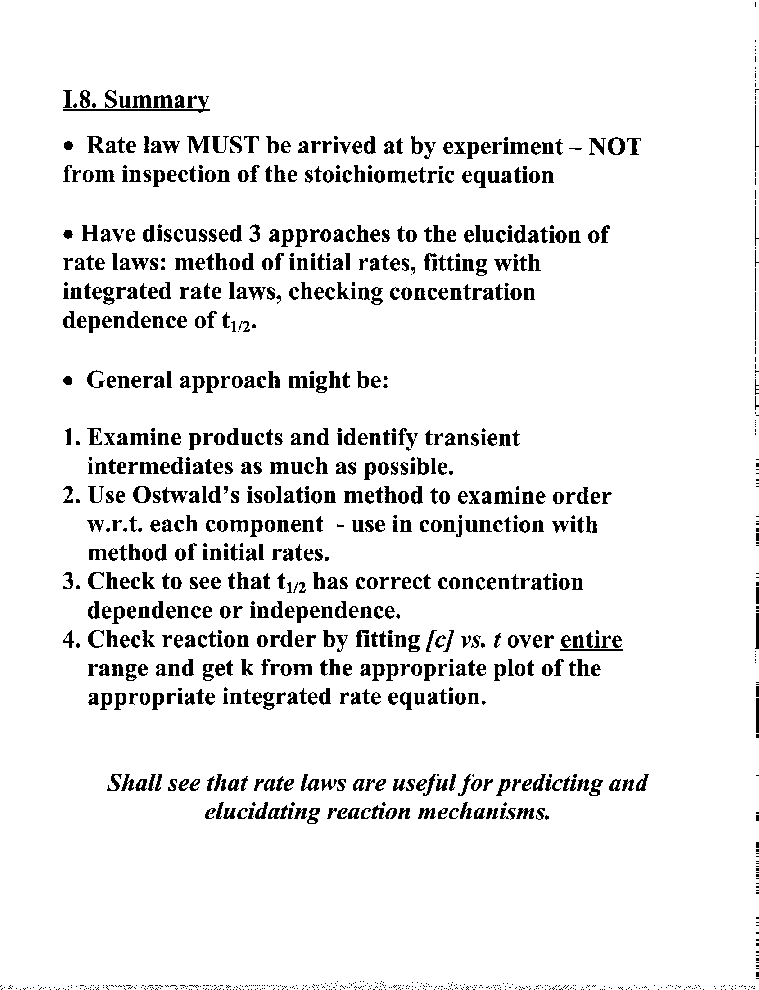 I.8. Summary
• Rate law MUST be arrived at by experiment – NOT
from inspection of the stoichiometric equation
• Have discussed 3 approaches to the elucidation of
rate laws: method of initial rates, fitting with
integrated rate laws, checking concentration
dependence of t1/2.
• General approach might be:
1. Examine products and identify transient
intermediates as much as possible.
2. Use Ostwald's isolation method to examine order
w.r.t. each component - use in conjunction with
method of initial rates.
3. Check to see that t1/2 has correct concentration
dependence or independence.
4. Check reaction order by fitting [c] vs. t over entire
range and get k from the appropriate plot of the
appropriate integrated rate equation.
Shall see that rate laws are useful for predicting and
elucidating reaction mechanisms.